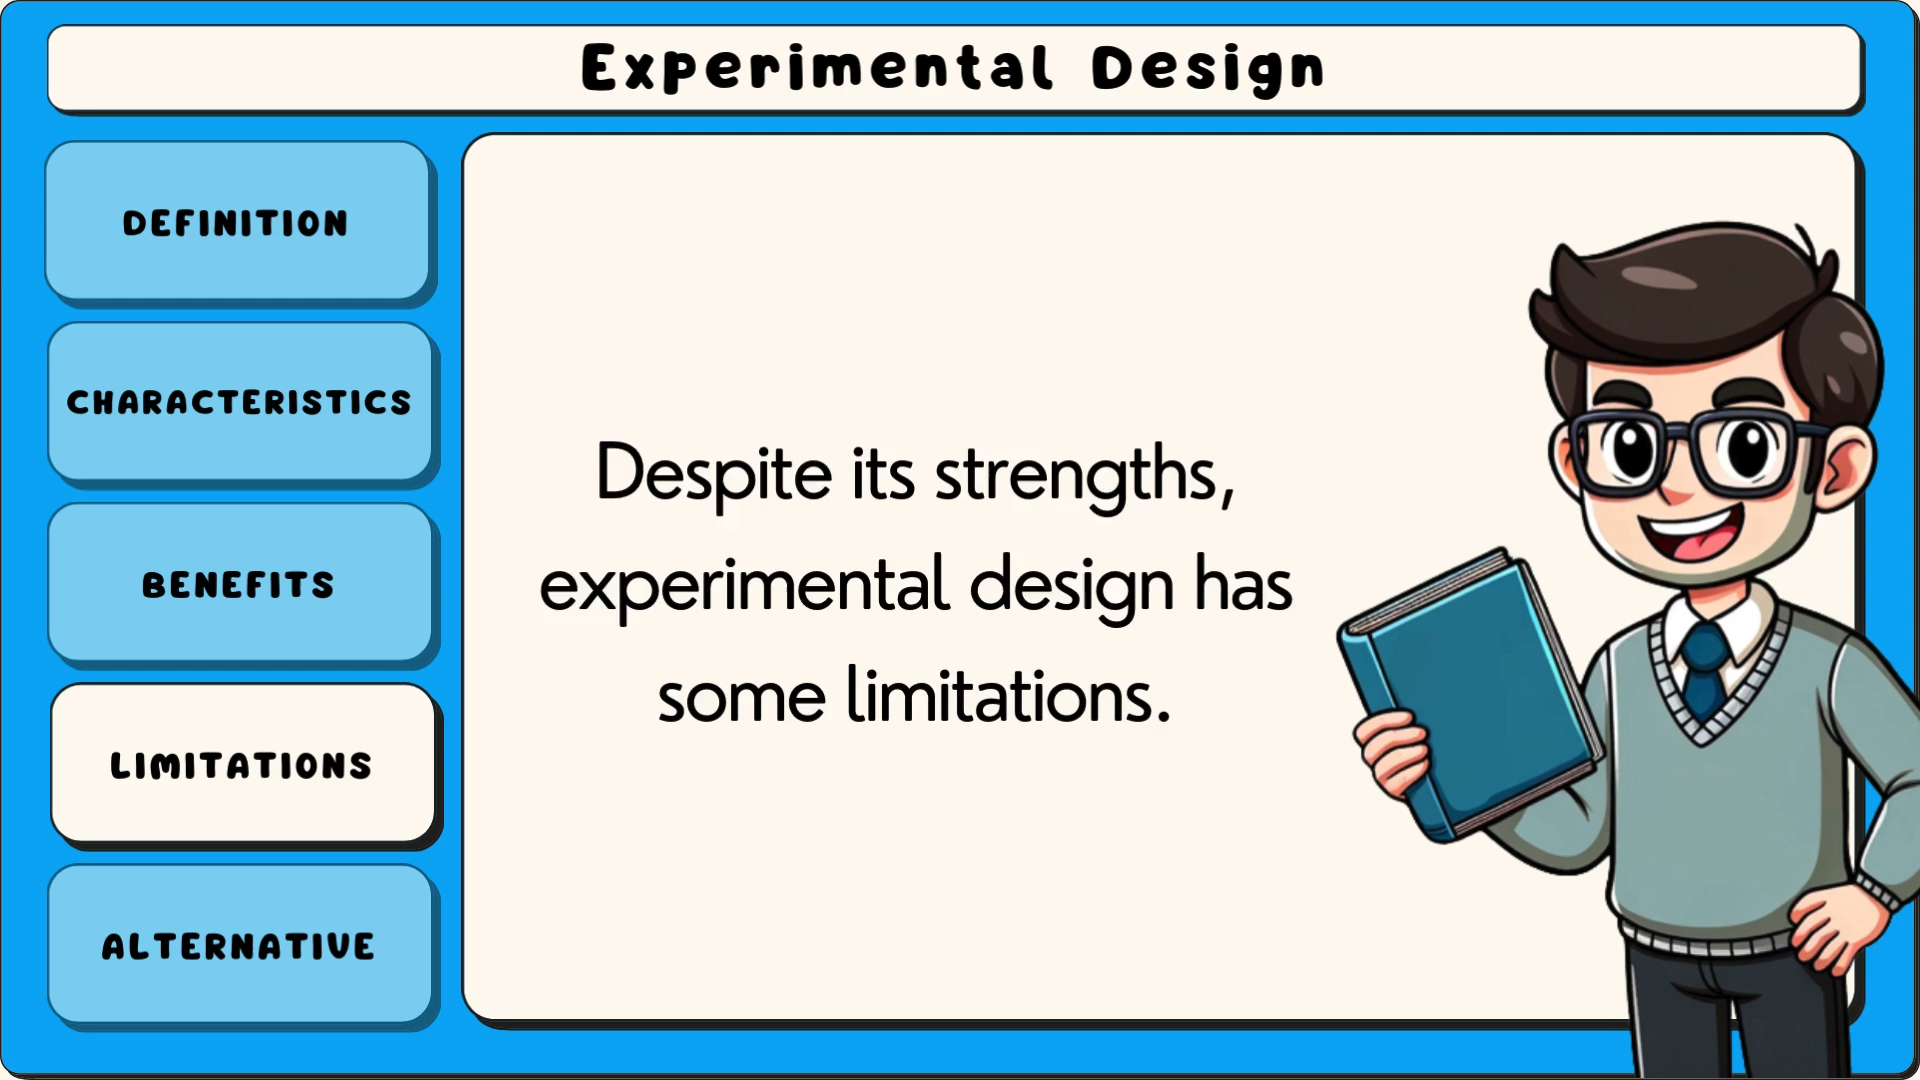 Experimental Design
DEFINITION
CHARACTERISTICS
BENEFITS
LIMITATIONS
ALTERNATIVE
Despite its strengths,
experimental design has
some limitations.